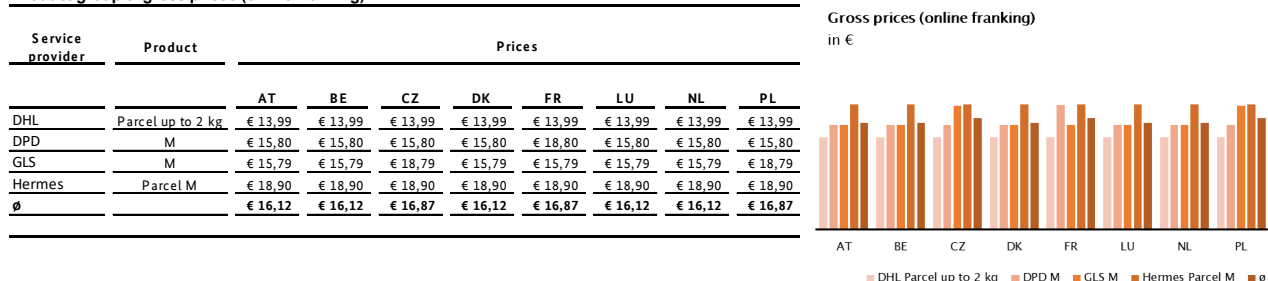 Gross prices (online franking)
in €
Service
provider
Product
Prices
AT BE CZ DK FR LU NL PL
DHL Parcel up to 2 kg € 13,99 € 13,99 € 13,99 € 13,99 € 13,99 € 13,99 € 13,99 € 13,99
DPD M € 15,80 € 15,80 € 15,80 € 15,80 € 18,80 € 15,80 € 15,80 € 15,80
GLS M € 15,79 € 15,79 € 18,79 € 15,79 € 15,79 € 15,79 € 15,79 € 18,79
Hermes Parcel M € 18,90 € 18,90 € 18,90 € 18,90 € 18,90 € 18,90 € 18,90 € 18,90
ø € 16,12 € 16,12 € 16,87 € 16,12 € 16,87 € 16,12 € 16,12 € 16,87
AT BE CZ DK FR LU NL PL
DHL Parcel up to 2 kg DPD M GLS M Hermes Parcel M ø